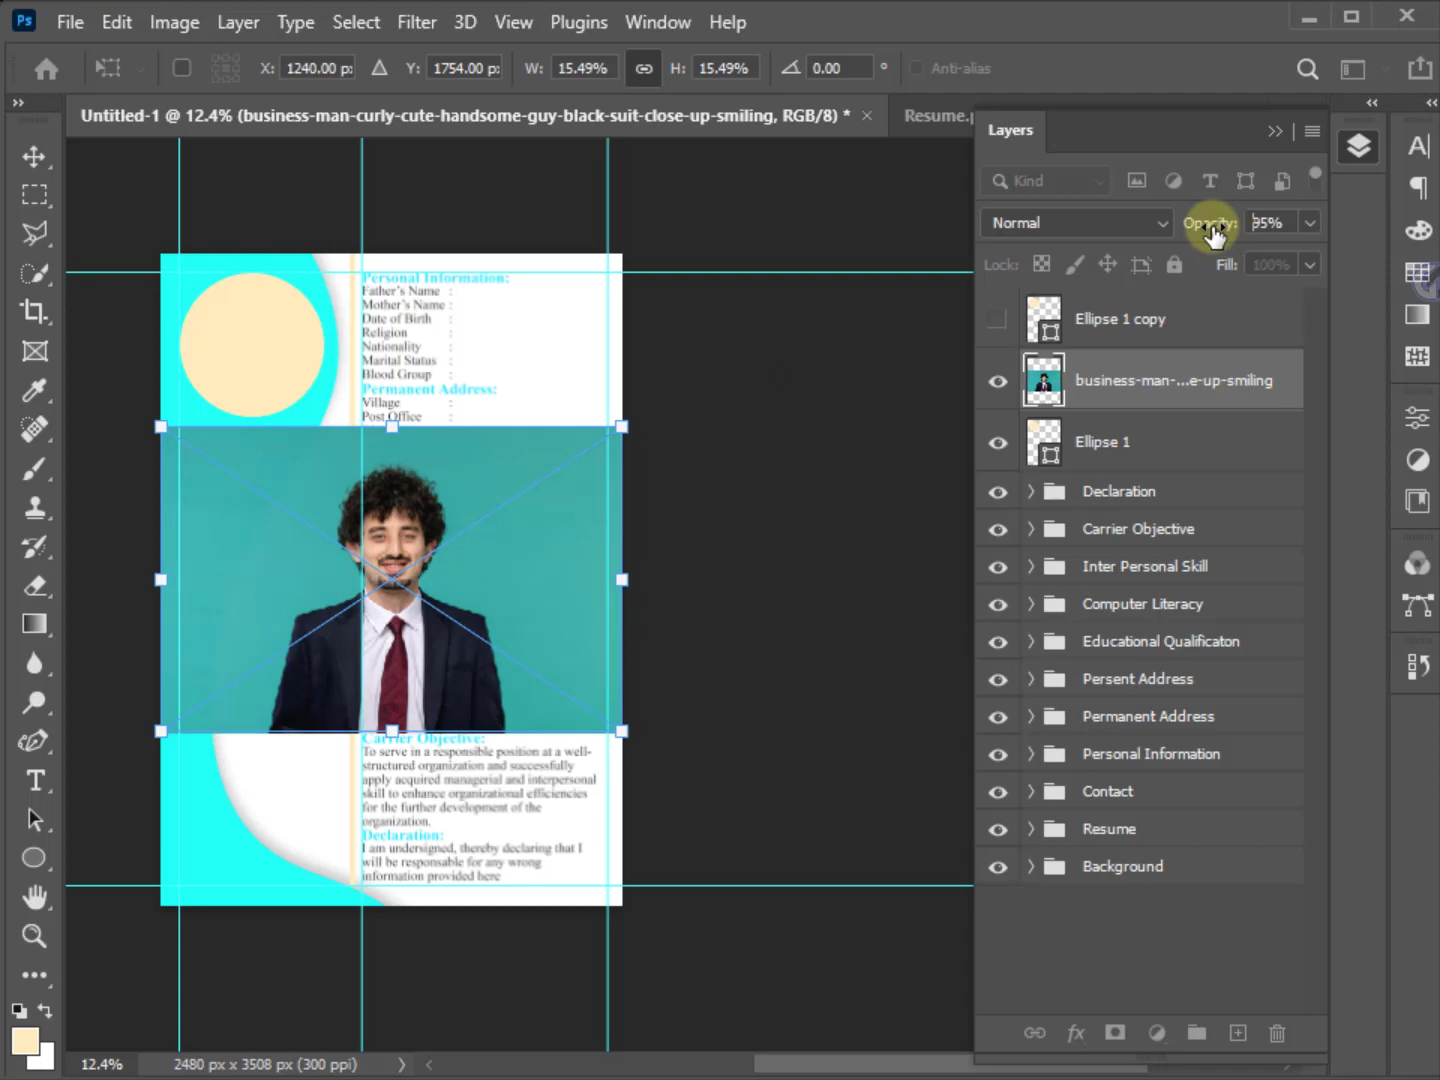 Ps File Edit Image Layer Type Select Filter 3D View Plugins Window Help
X: 1240.00 p: Y: 1754.00 p: W: 15.49% H: 15.49% 0.00 ° Anti-alias
Untitled-1 @ 12.4% (business-man-curly-cute-handsome-guy-black-suit-close-up-smiling, RGB/8) * × Resume.p
Layers
Kind
Normal Opacity: 95%
Lock: Fill: 100%
Ellipse 1 copy
business-man-...e-up-smiling
Ellipse 1
Declaration
Carrier Objective
Inter Personal Skill
Computer Literacy
Educational Qualificaton
Persent Address
Permanent Address
Personal Information
Contact
Resume
Background
Personal Information:
Father's Name :
Mother's Name :
Date of Birth :
Religion :
Nationality :
Marital Status :
Blood Group :
Permanent Address:
Village :
Post Office :
Carrier Objective:
To serve in a responsible position at a well-
structured organization and successfully
apply acquired managerial and interpersonal
skill to enhance organizational efficiencies
for the further development of the
organization.
Declaration:
I am undersigned, thereby declaring that I
will be responsible for any wrong
information provided here
12.4% 2480 px x 3508 px (300 ppi)